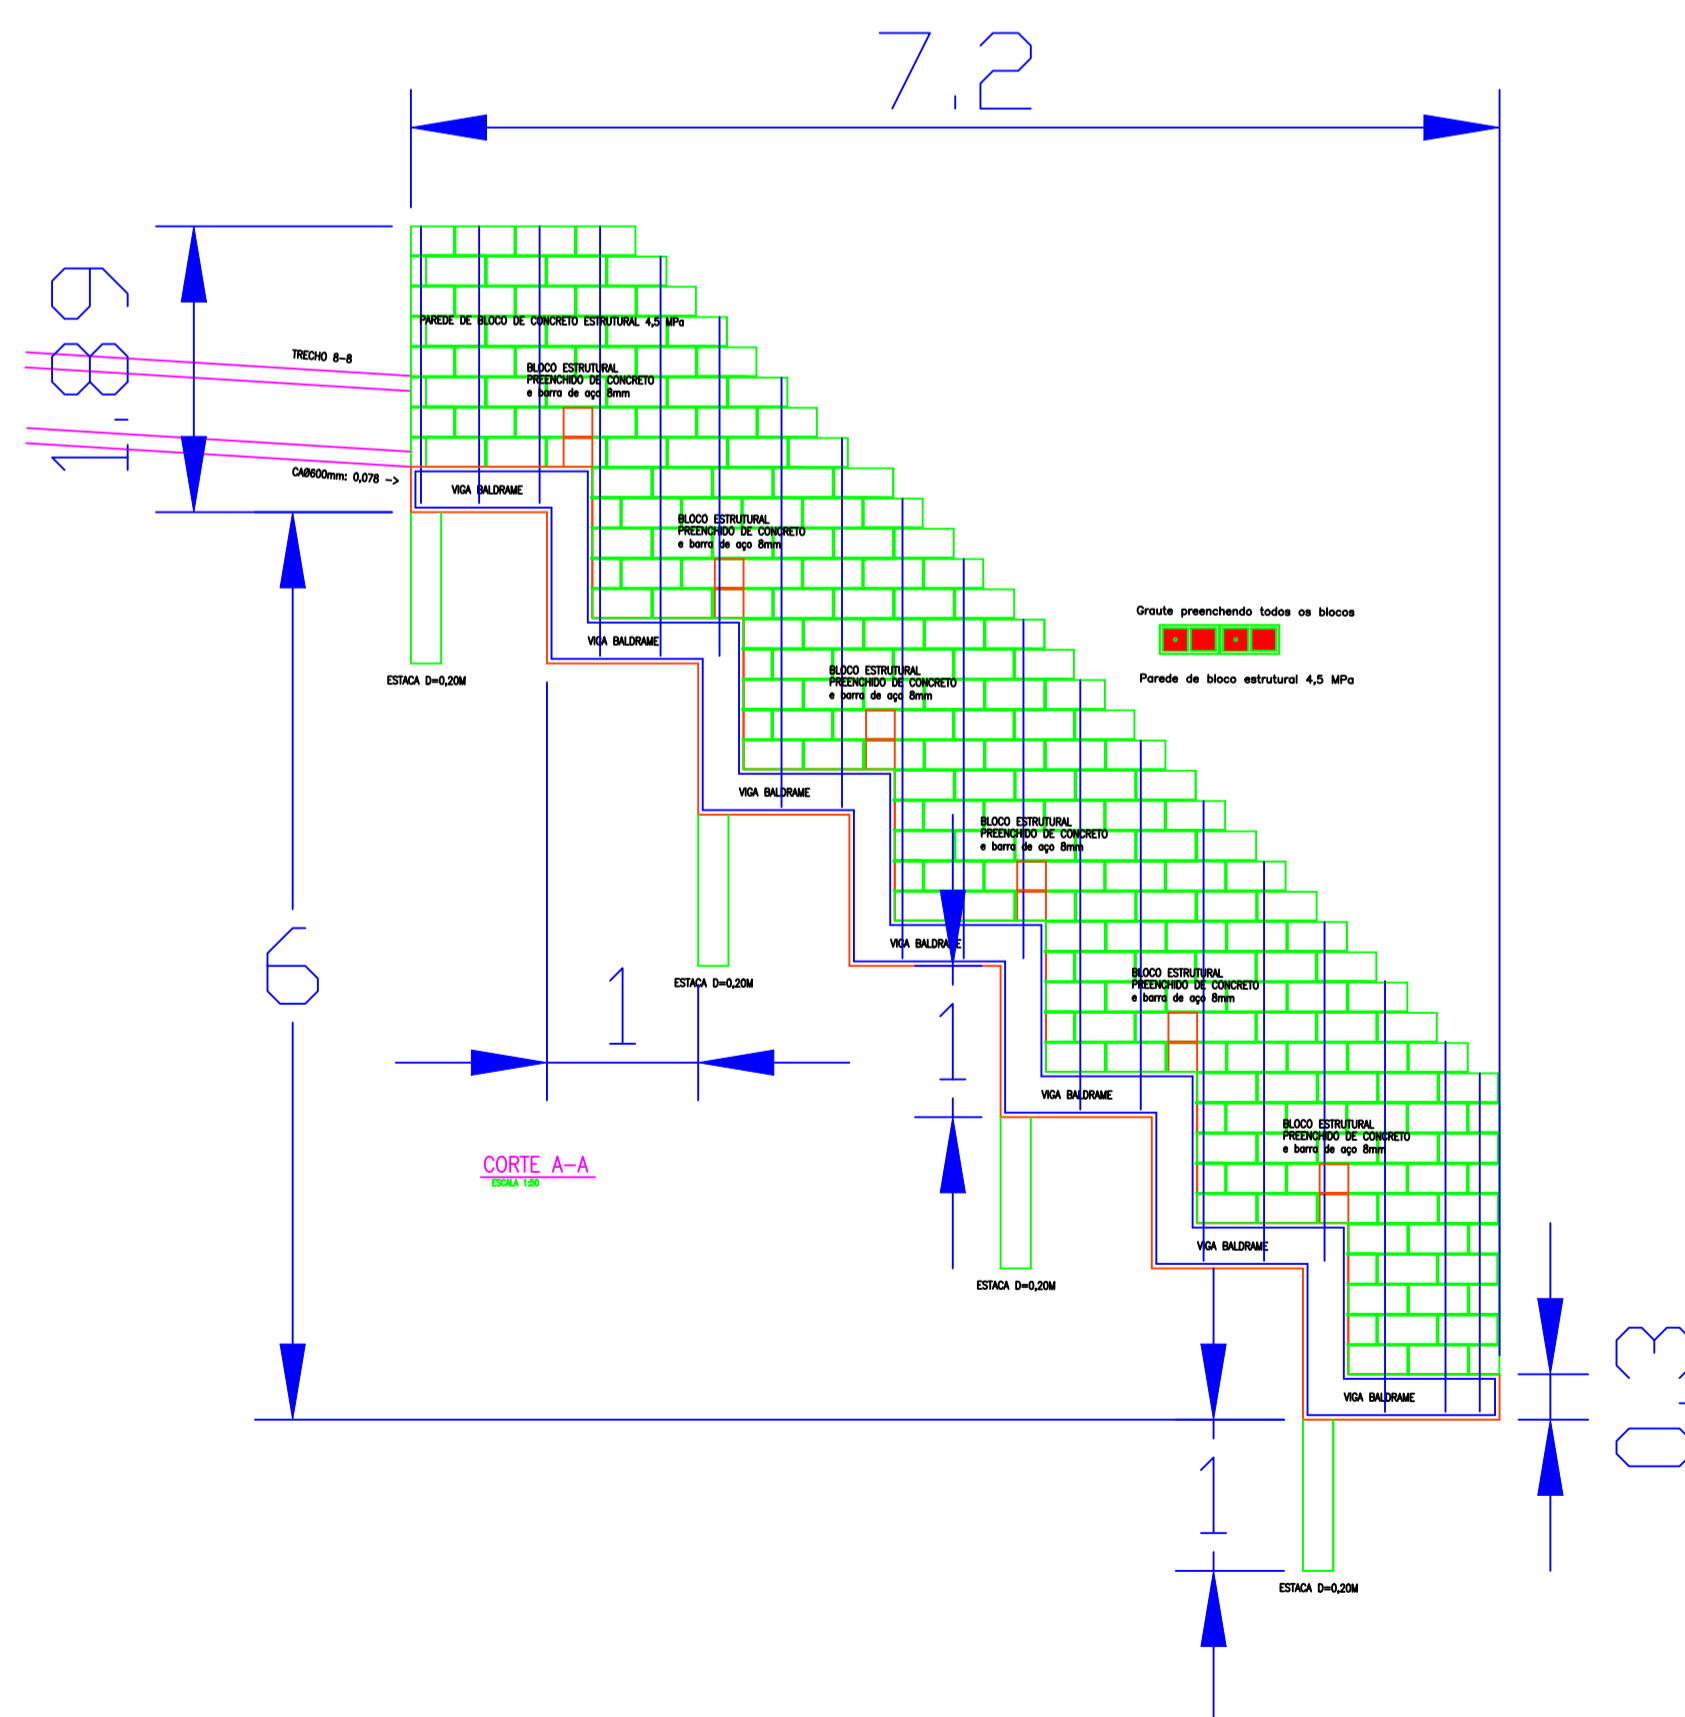 7.2
1.89
PAREDE DE BLOCO DE CONCRETO ESTRUTURAL 4,5 MPa
TRECHO 8-8
BLOCO ESTRUTURAL
PREENCHIDO DE CONCRETO
e barra de aço 8mm
CAØ600mm: 0,078 ->
VIGA BALDRAME
BLOCO ESTRUTURAL
PREENCHIDO DE CONCRETO
e barra de aço 8mm
Graute preenchendo todos os blocos
VIGA BALDRAME
ESTACA D=0,20M
BLOCO ESTRUTURAL
PREENCHIDO DE CONCRETO
e barra de aço 8mm
Parede de bloco estrutural 4,5 MPa
VIGA BALDRAME
BLOCO ESTRUTURAL
PREENCHIDO DE CONCRETO
e barra de aço 8mm
VIGA BALDRAME
6
ESTACA D=0,20M
1
1
BLOCO ESTRUTURAL
PREENCHIDO DE CONCRETO
e barra de aço 8mm
VIGA BALDRAME
BLOCO ESTRUTURAL
PREENCHIDO DE CONCRETO
e barra de aço 8mm
CORTE A-A
ESCALA 1:50
VIGA BALDRAME
ESTACA D=0,20M
VIGA BALDRAME
0.3
1
ESTACA D=0,20M